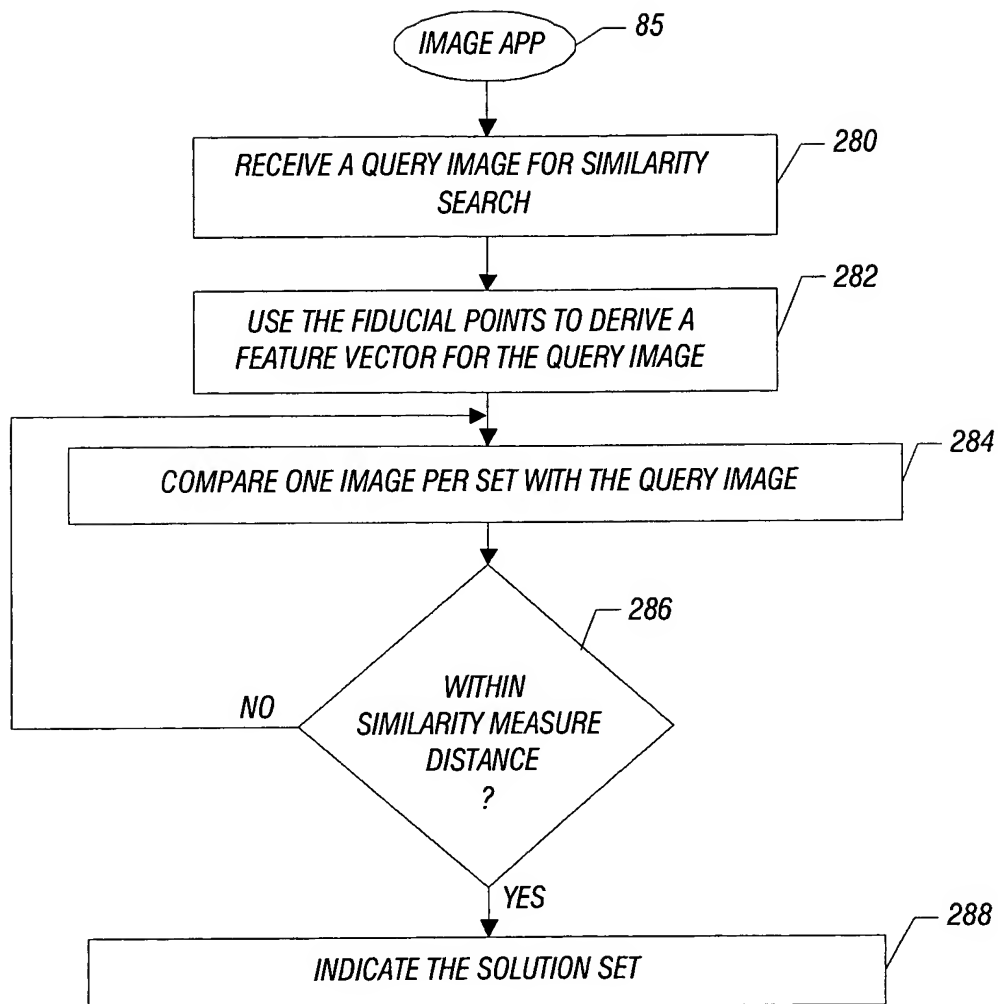 IMAGE APP
85
RECEIVE A QUERY IMAGE FOR SIMILARITY
SEARCH
280
USE THE FIDUCIAL POINTS TO DERIVE A
FEATURE VECTOR FOR THE QUERY IMAGE
282
COMPARE ONE IMAGE PER SET WITH THE QUERY IMAGE
284
WITHIN
SIMILARITY MEASURE
DISTANCE
?
286
NO
YES
INDICATE THE SOLUTION SET
288